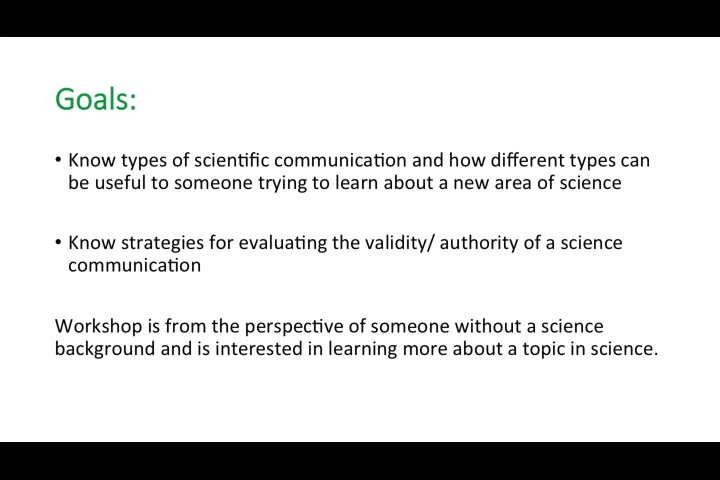 Goals:
• Know types of scientific communication and how different types can
be useful to someone trying to learn about a new area of science
• Know strategies for evaluating the validity/ authority of a science
communication
Workshop is from the perspective of someone without a science
background and is interested in learning more about a topic in science.